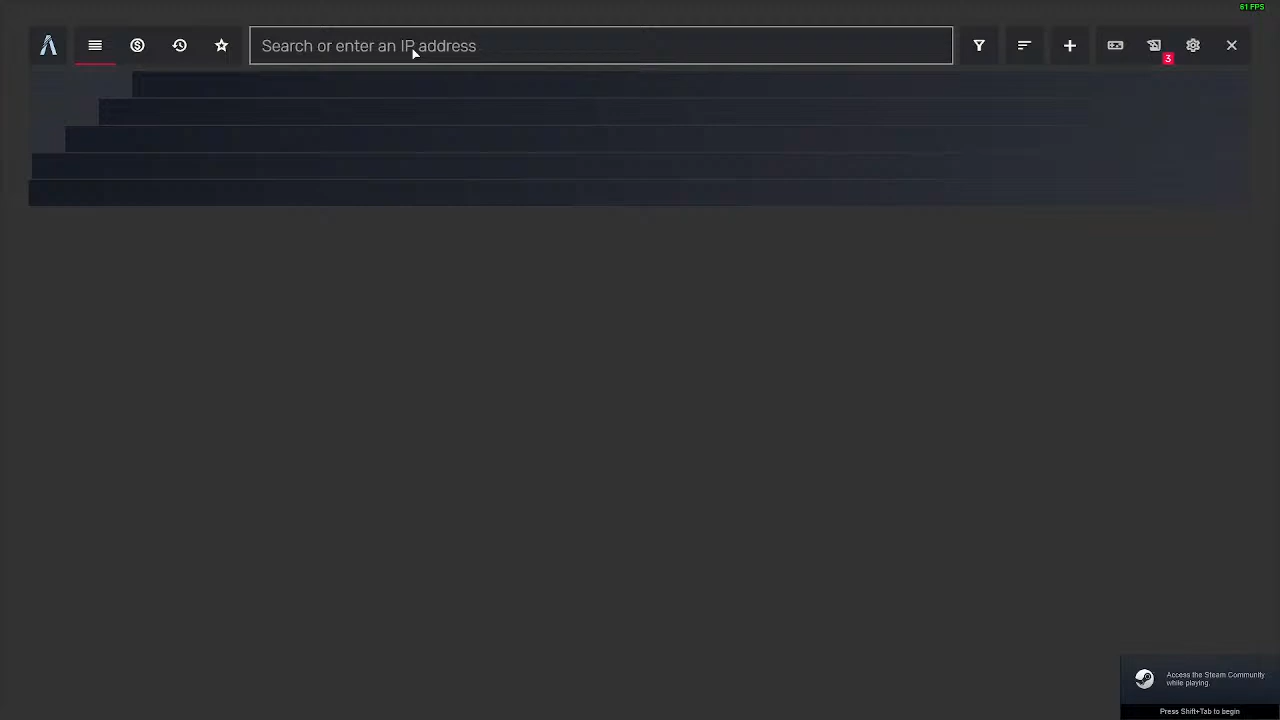 61 FPS
Search or enter an IP address
3
Access the Steam Community
while playing.
Press Shift+Tab to begin